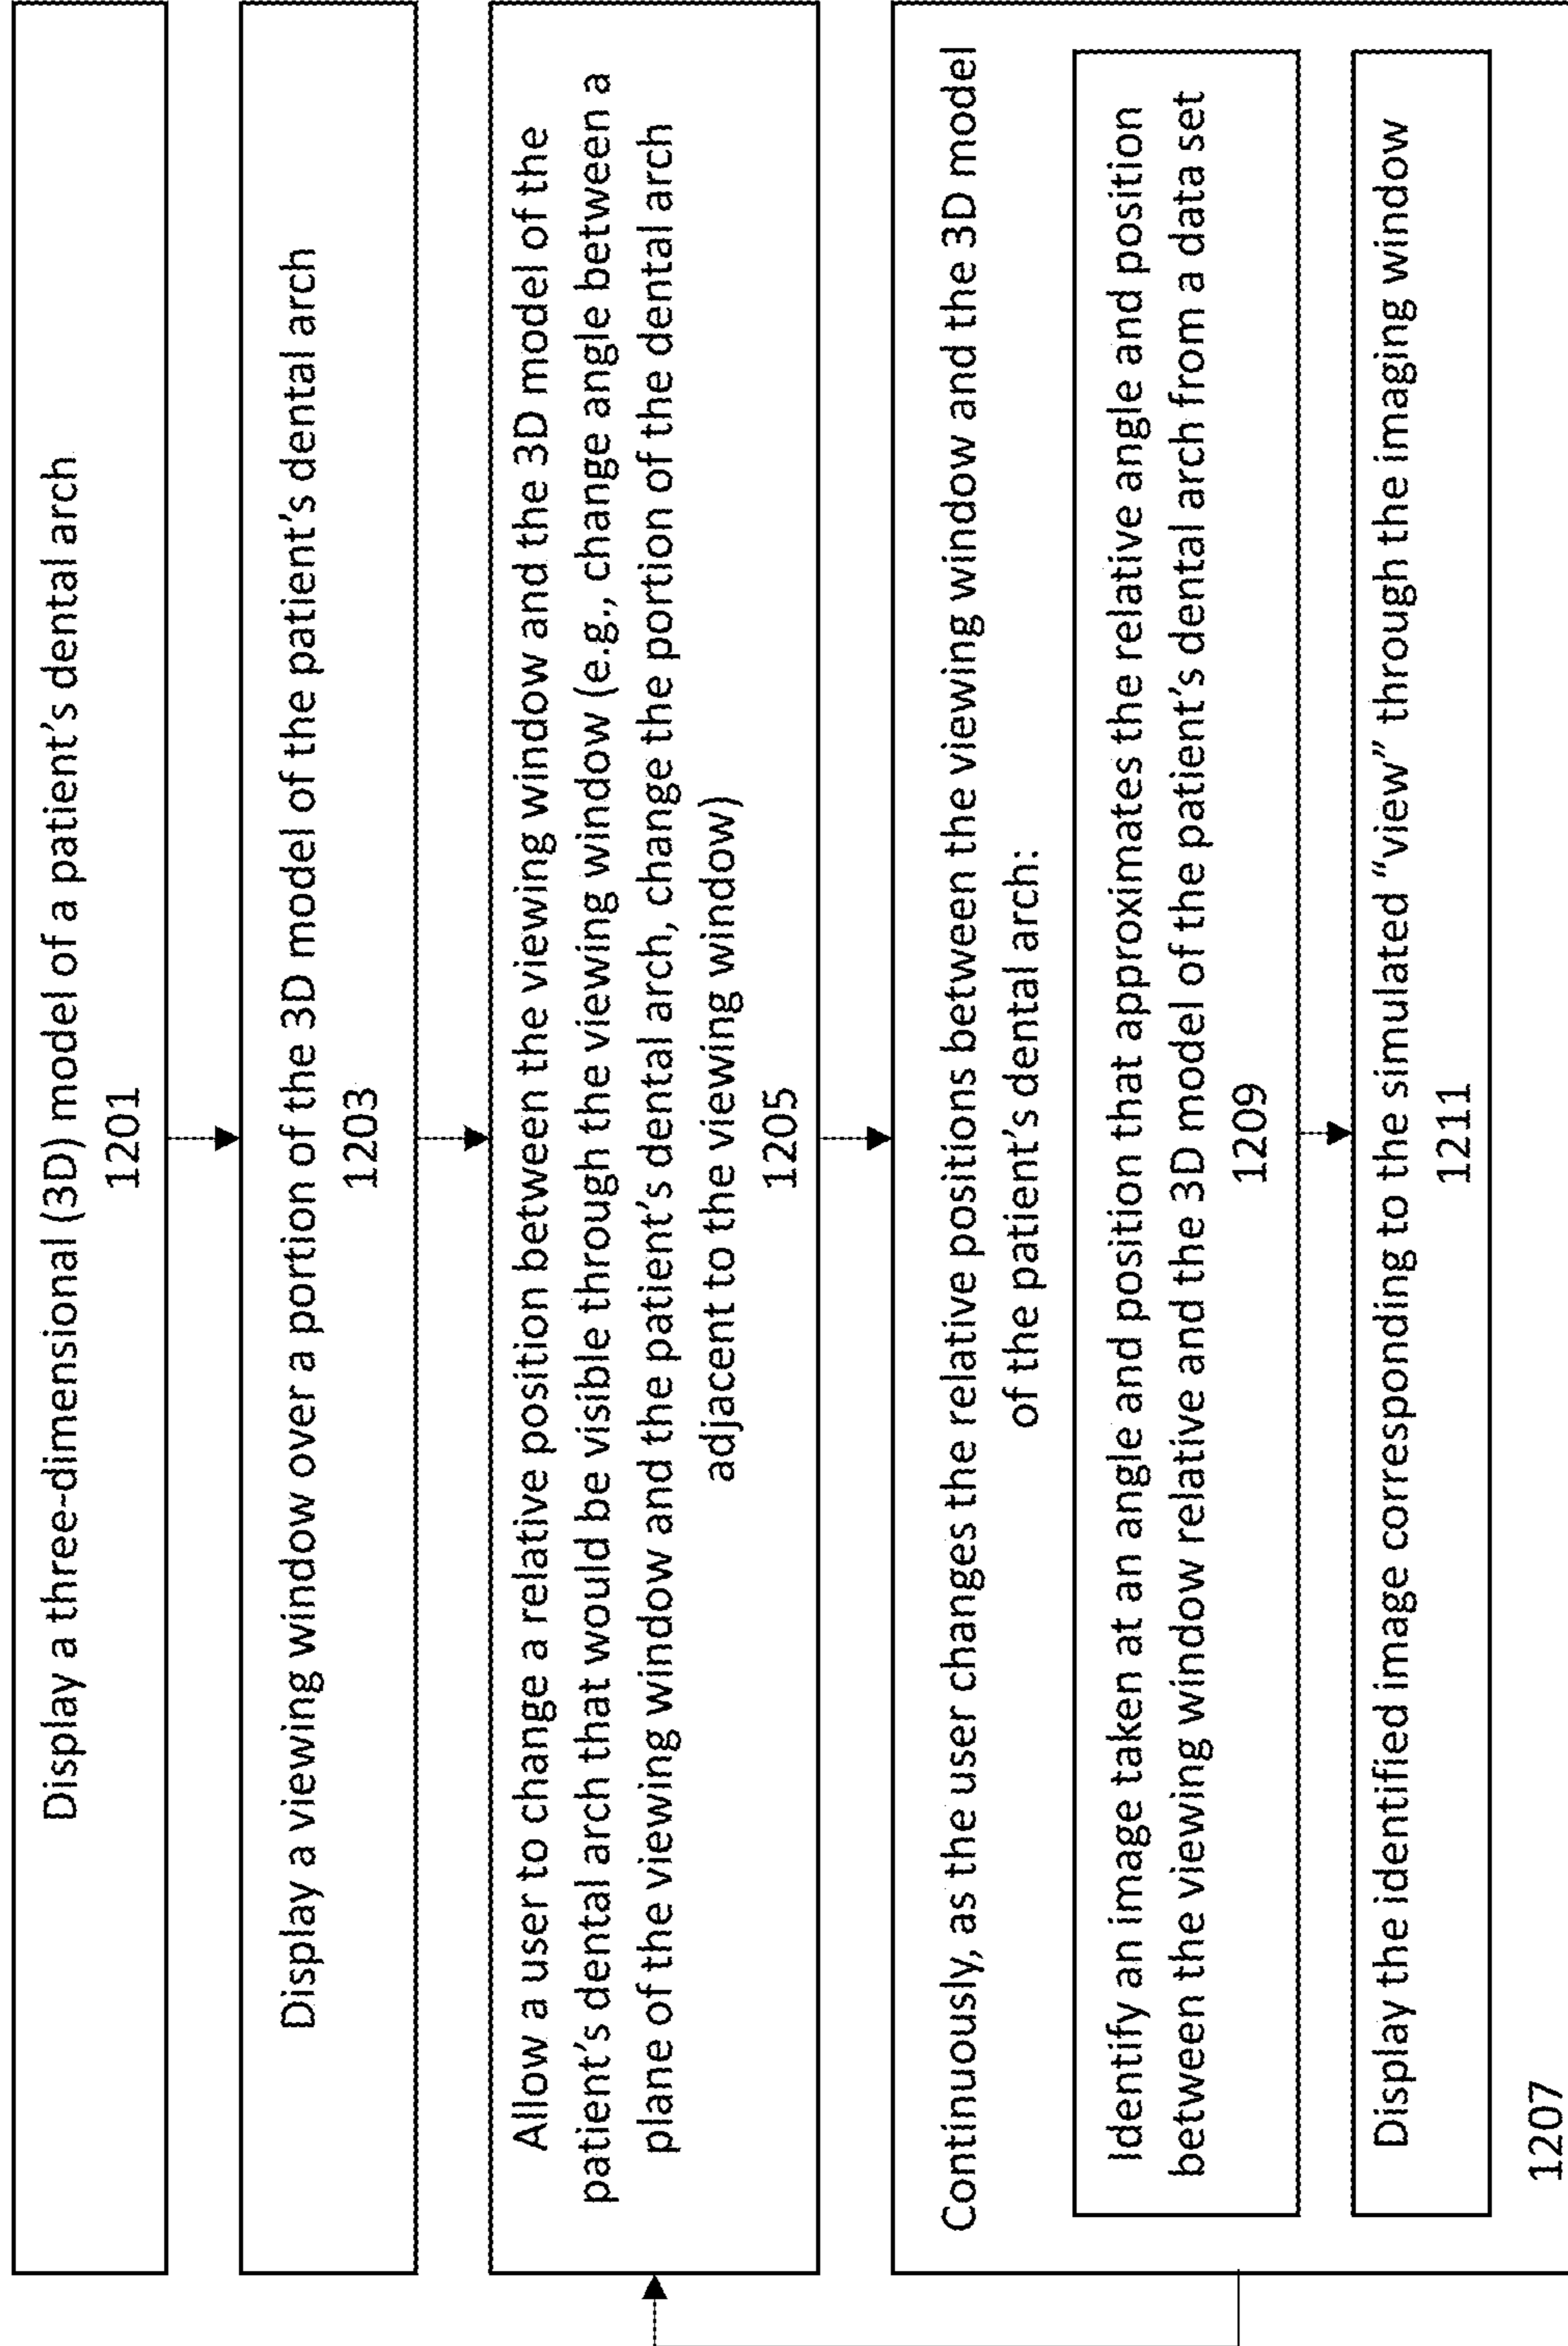 Display a three-dimensional (3D) model of a patient's dental arch
1201
Display a viewing window over a portion of the 3D model of the patient's dental arch
1203
Allow a user to change a relative position between the viewing window and the 3D model of the
patient's dental arch that would be visible through the viewing window (e.g., change angle between a
plane of the viewing window and the patient's dental arch, change the portion of the dental arch
adjacent to the viewing window)
1205
Continuously, as the user changes the relative positions between the viewing window and the 3D model
of the patient's dental arch:
Identify an image taken at an angle and position that approximates the relative angle and position
between the viewing window relative and the 3D model of the patient's dental arch from a data set
1209
Display the identified image corresponding to the simulated "view" through the imaging window
1211
1207